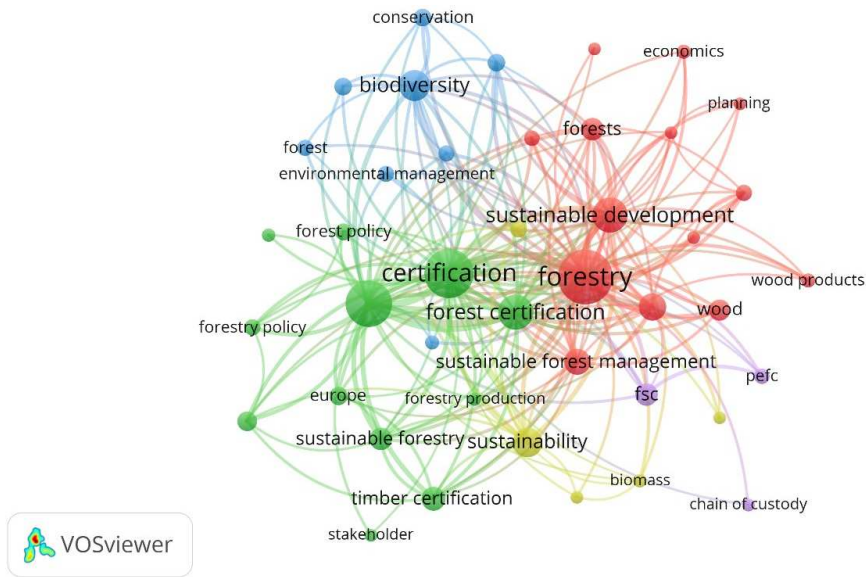 conservation
economics
biodiversity
planning
forests
forest
environmental management
sustainable development
forest policy
certification
forestry
wood products
forest certification
wood
forestry policy
sustainable forest management
pefc
europe
forestry production
fsc
sustainable forestry
sustainability
biomass
timber certification
chain of custody
stakeholder
VOSviewer